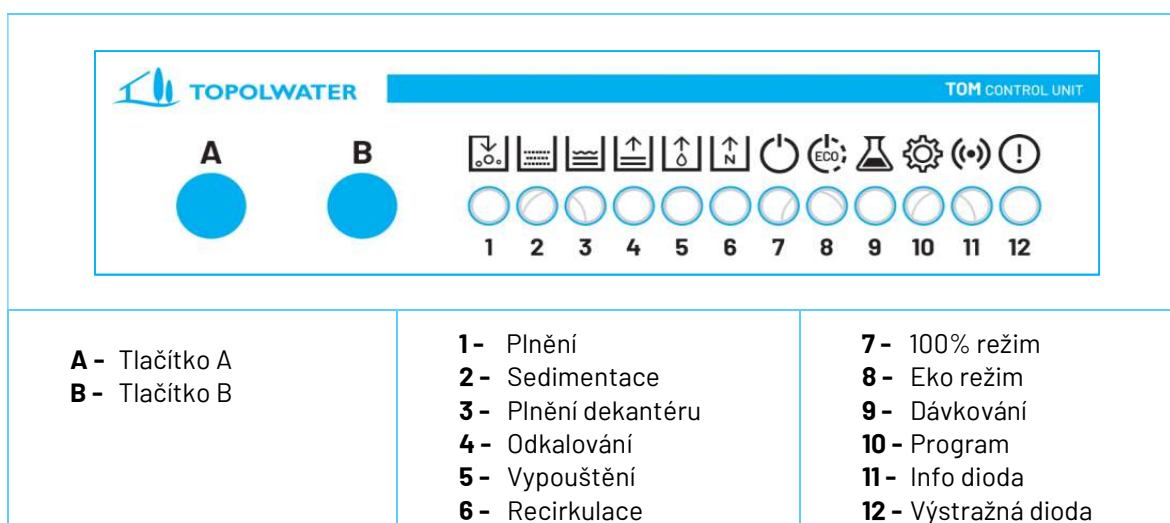 TOPOLWATER
TOM CONTROL UNIT
A B
N ECO !
1 2 3 4 5 6 7 8 9 10 11 12
A - Tlačítko A
B - Tlačítko B
1 - Plnění
2 - Sedimentace
3 - Plnění dekantéru
4 - Odkalování
5 - Vypouštění
6 - Recirkulace
7 - 100% režim
8 - Eko režim
9 - Dávkování
10 - Program
11 - Info dioda
12 - Výstražná dioda